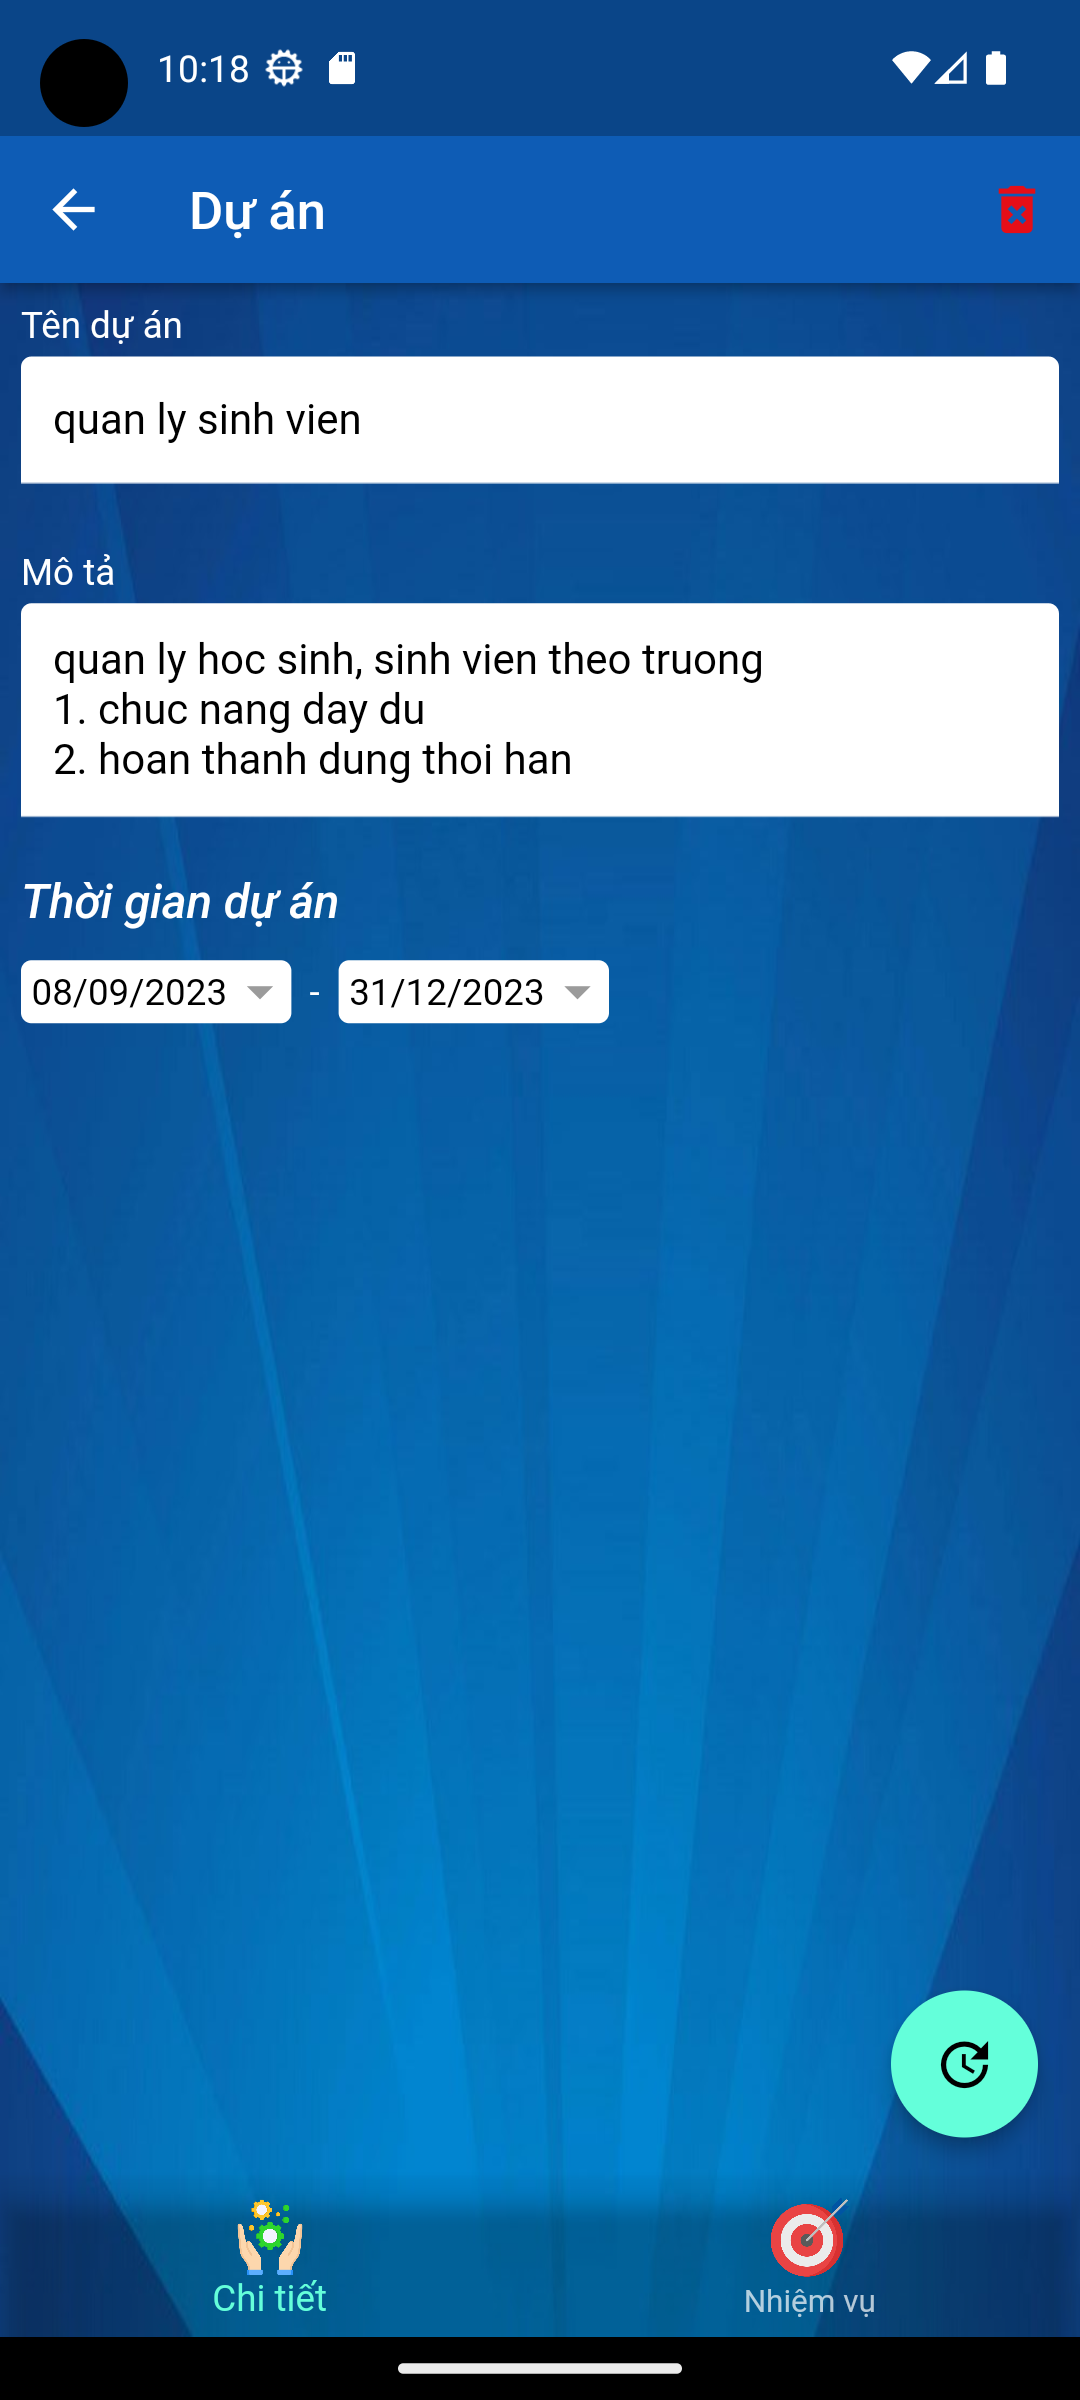 10:18
Dự án
Tên dự án
quan ly sinh vien
Mô tả
quan ly hoc sinh, sinh vien theo truong
1. chuc nang day du
2. hoan thanh dung thoi han
Thời gian dự án
08/09/2023 - 31/12/2023
Chi tiết
Nhiệm vụ